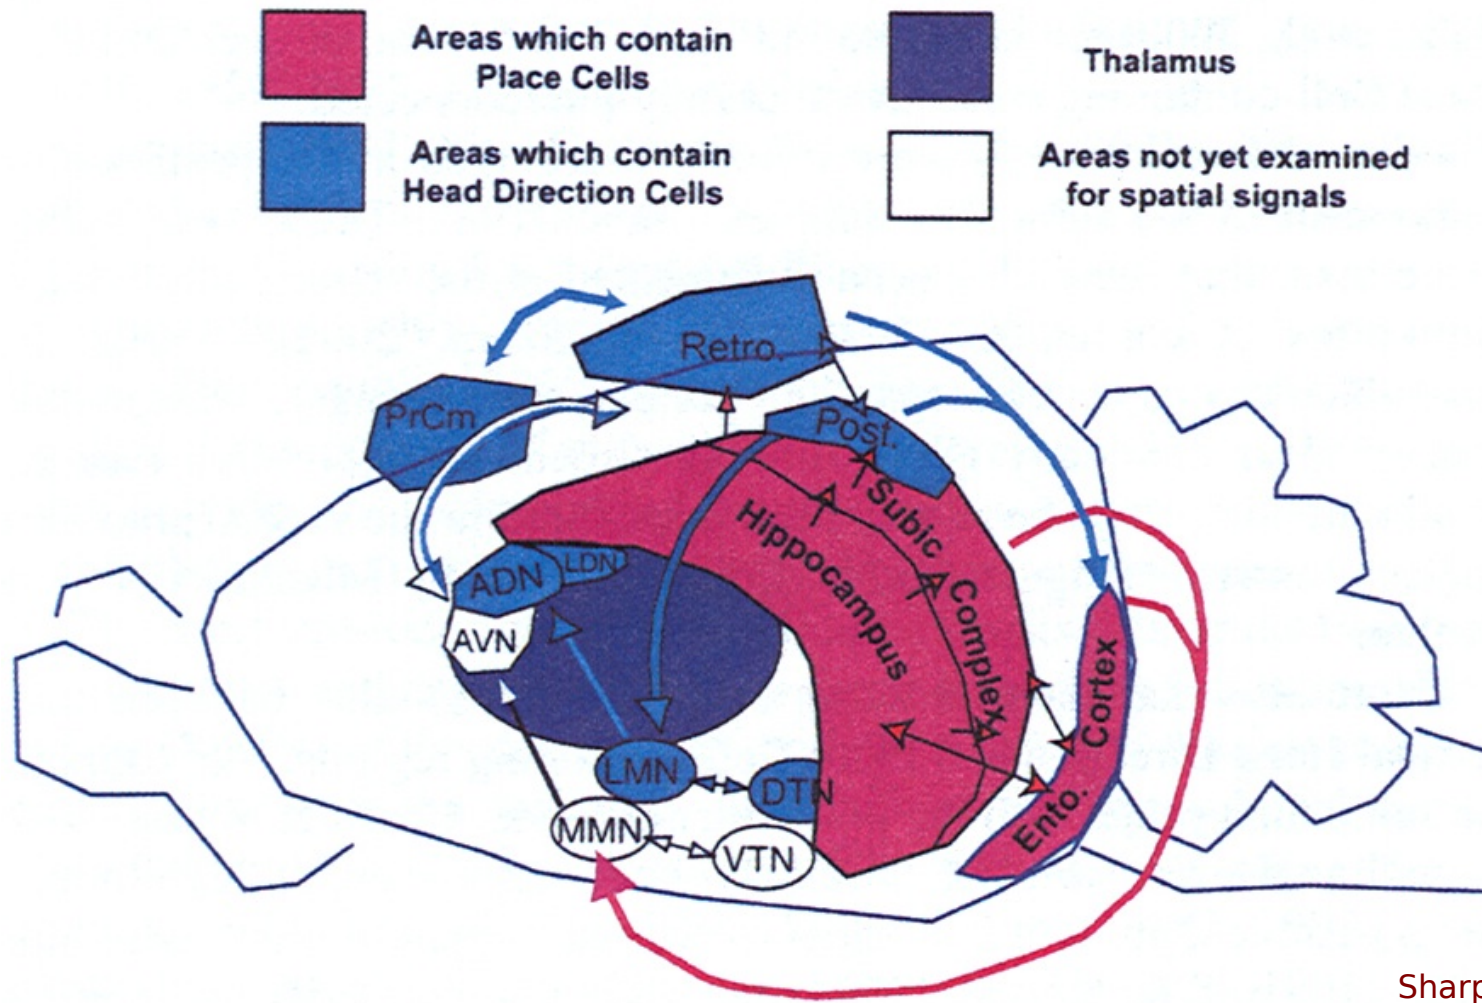 Areas which contain
Place Cells
Thalamus
Areas which contain
Head Direction Cells
Areas not yet examined
for spatial signals
Retro.
PrCm
Post.
Subic
Complex
Hippocampus
ADN
LDN
AVN
Cortex
Ento.
LMN
DTN
MMN
VTN
Sharp